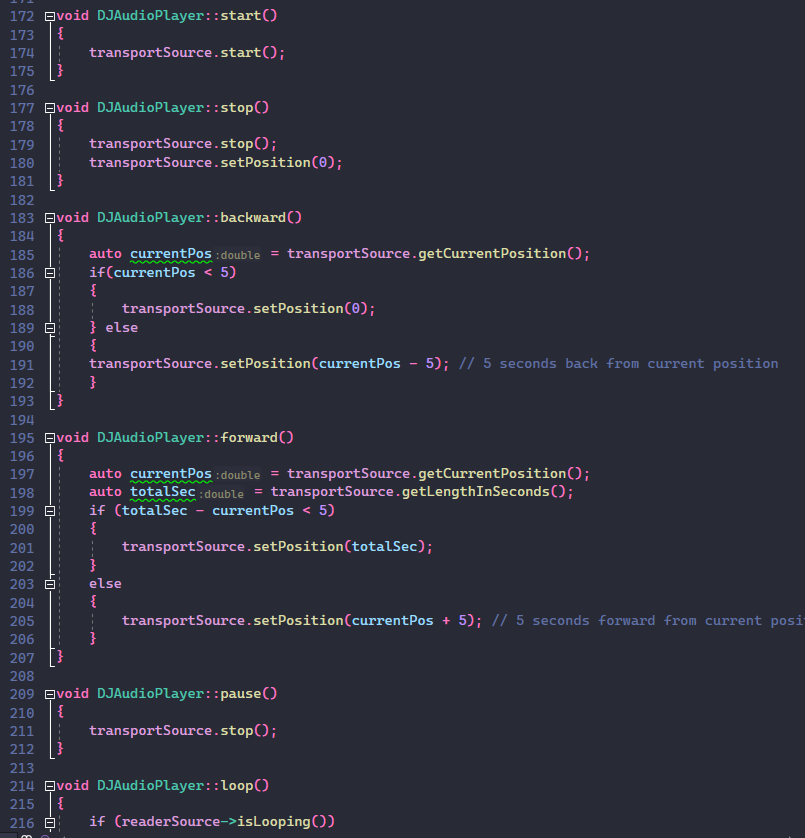 172 void DJAudioPlayer::start()
173 {
174 transportSource.start();
175 }
176
177 void DJAudioPlayer::stop()
178 {
179 transportSource.stop();
180 transportSource.setPosition(0);
181 }
182
183 void DJAudioPlayer::backward()
184 {
185 auto currentPos :double = transportSource.getCurrentPosition();
186 if(currentPos < 5)
187 {
188 transportSource.setPosition(0);
189 } else
190 {
191 transportSource.setPosition(currentPos - 5); // 5 seconds back from current position
192 }
193 }
194
195 void DJAudioPlayer::forward()
196 {
197 auto currentPos :double = transportSource.getCurrentPosition();
198 auto totalSec :double = transportSource.getLengthInSeconds();
199 if (totalSec - currentPos < 5)
200 {
201 transportSource.setPosition(totalSec);
202 }
203 else
204 {
205 transportSource.setPosition(currentPos + 5); // 5 seconds forward from current posi
206 }
207 }
208
209 void DJAudioPlayer::pause()
210 {
211 transportSource.stop();
212 }
213
214 void DJAudioPlayer::loop()
215 {
216 if (readerSource->isLooping())